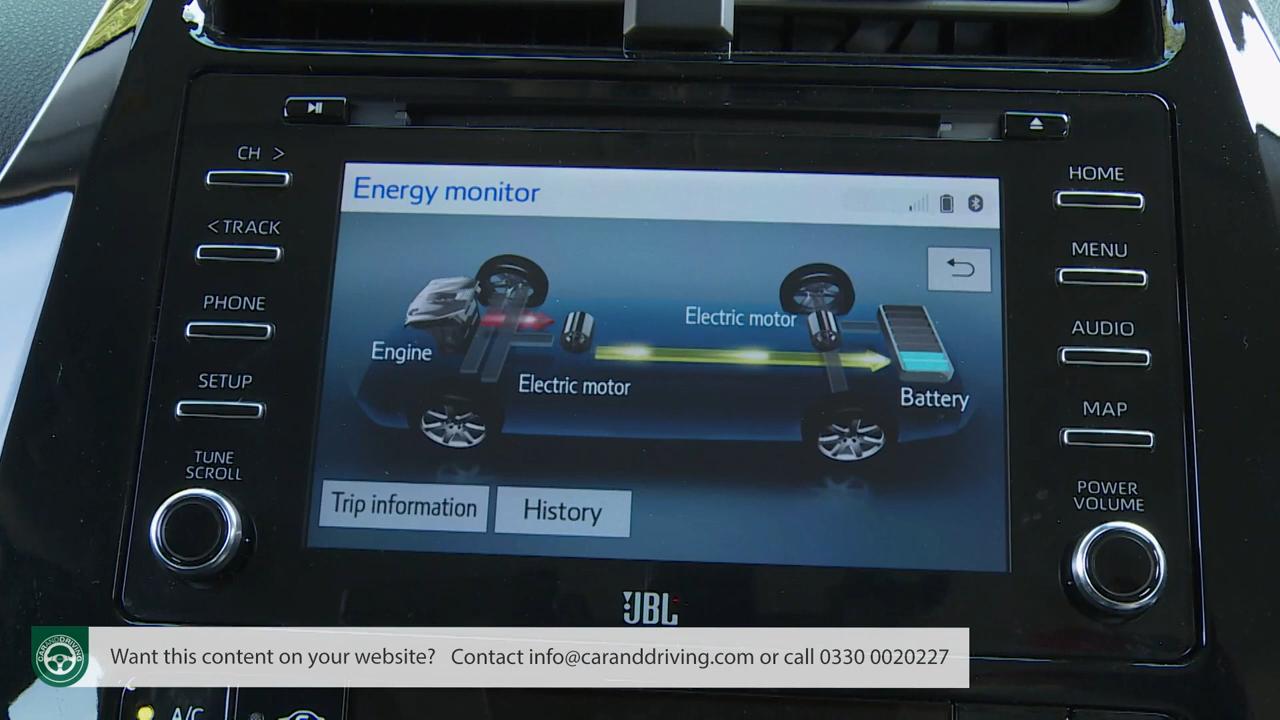 CH >
< TRACK
PHONE
SETUP
TUNE
SCROLL
Energy monitor
Engine
Electric motor
Electric motor
Battery
Trip information
History
HOME
MENU
AUDIO
MAP
POWER
VOLUME
JBL
CARANDDRIVING
Want this content on your website? Contact info@caranddriving.com or call 0330 0020227
A/C